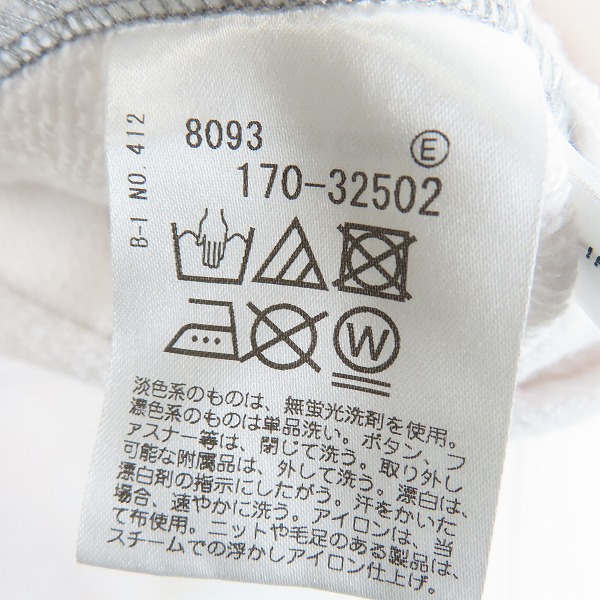 8093
Ⓔ
170-32502
B-I NO. 412
W
淡色系のものは、無蛍光洗剤を使用。
濃色系のものは単品洗い。ボタン、フ
ァスナー等は、閉じて洗う。取り外し
可能な附属品は、外して洗う。漂白は、
漂白剤の指示にしたがう。汗をかいた
場合、速やかに洗う。アイロンは、当
て布使用。ニットや毛足のある製品は、
スチームでの浮かしアイロン仕上げ。